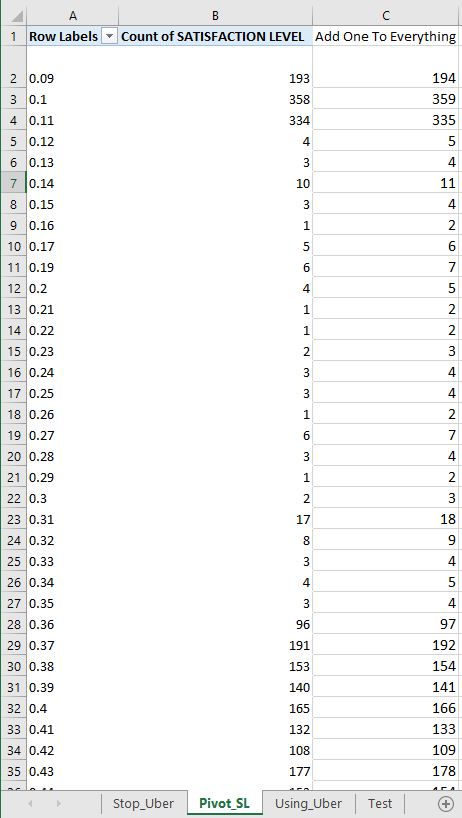 A B C
1 Row Labels Count of SATISFACTION LEVEL Add One To Everything
2 0.09 193 194
3 0.1 358 359
4 0.11 334 335
5 0.12 4 5
6 0.13 3 4
7 0.14 10 11
8 0.15 3 4
9 0.16 1 2
10 0.17 5 6
11 0.19 6 7
12 0.2 4 5
13 0.21 1 2
14 0.22 1 2
15 0.23 2 3
16 0.24 3 4
17 0.25 3 4
18 0.26 1 2
19 0.27 6 7
20 0.28 3 4
21 0.29 1 2
22 0.3 2 3
23 0.31 17 18
24 0.32 8 9
25 0.33 3 4
26 0.34 4 5
27 0.35 3 4
28 0.36 96 97
29 0.37 191 192
30 0.38 153 154
31 0.39 140 141
32 0.4 165 166
33 0.41 132 133
34 0.42 108 109
35 0.43 177 178
Stop_Uber Pivot_SL Using_Uber Test